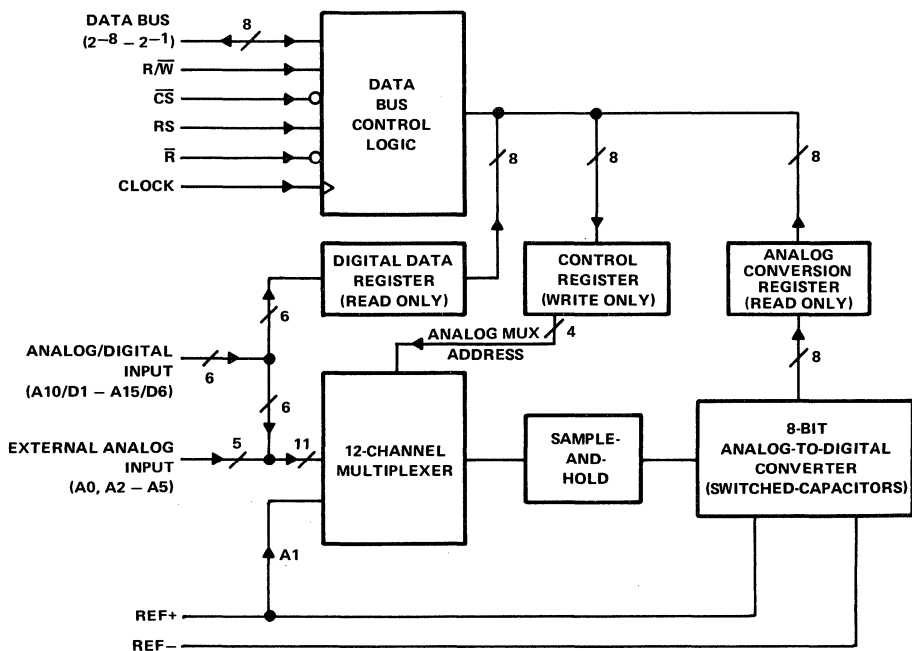 DATA BUS
(2⁻⁸ – 2⁻¹)
8
R/W̅
C̅S̅
RS
R̅
CLOCK
DATA
BUS
CONTROL
LOGIC
8
8
8
DIGITAL DATA
REGISTER
(READ ONLY)
CONTROL
REGISTER
(WRITE ONLY)
ANALOG
CONVERSION
REGISTER
(READ ONLY)
6
ANALOG MUX
ADDRESS
4
8
ANALOG/DIGITAL
INPUT
(A10/D1 – A15/D6)
6
6
EXTERNAL ANALOG
INPUT
(A0, A2 – A5)
5
11
12-CHANNEL
MULTIPLEXER
SAMPLE-
AND-
HOLD
8-BIT
ANALOG-TO-DIGITAL
CONVERTER
(SWITCHED-CAPACITORS)
A1
REF+
REF–